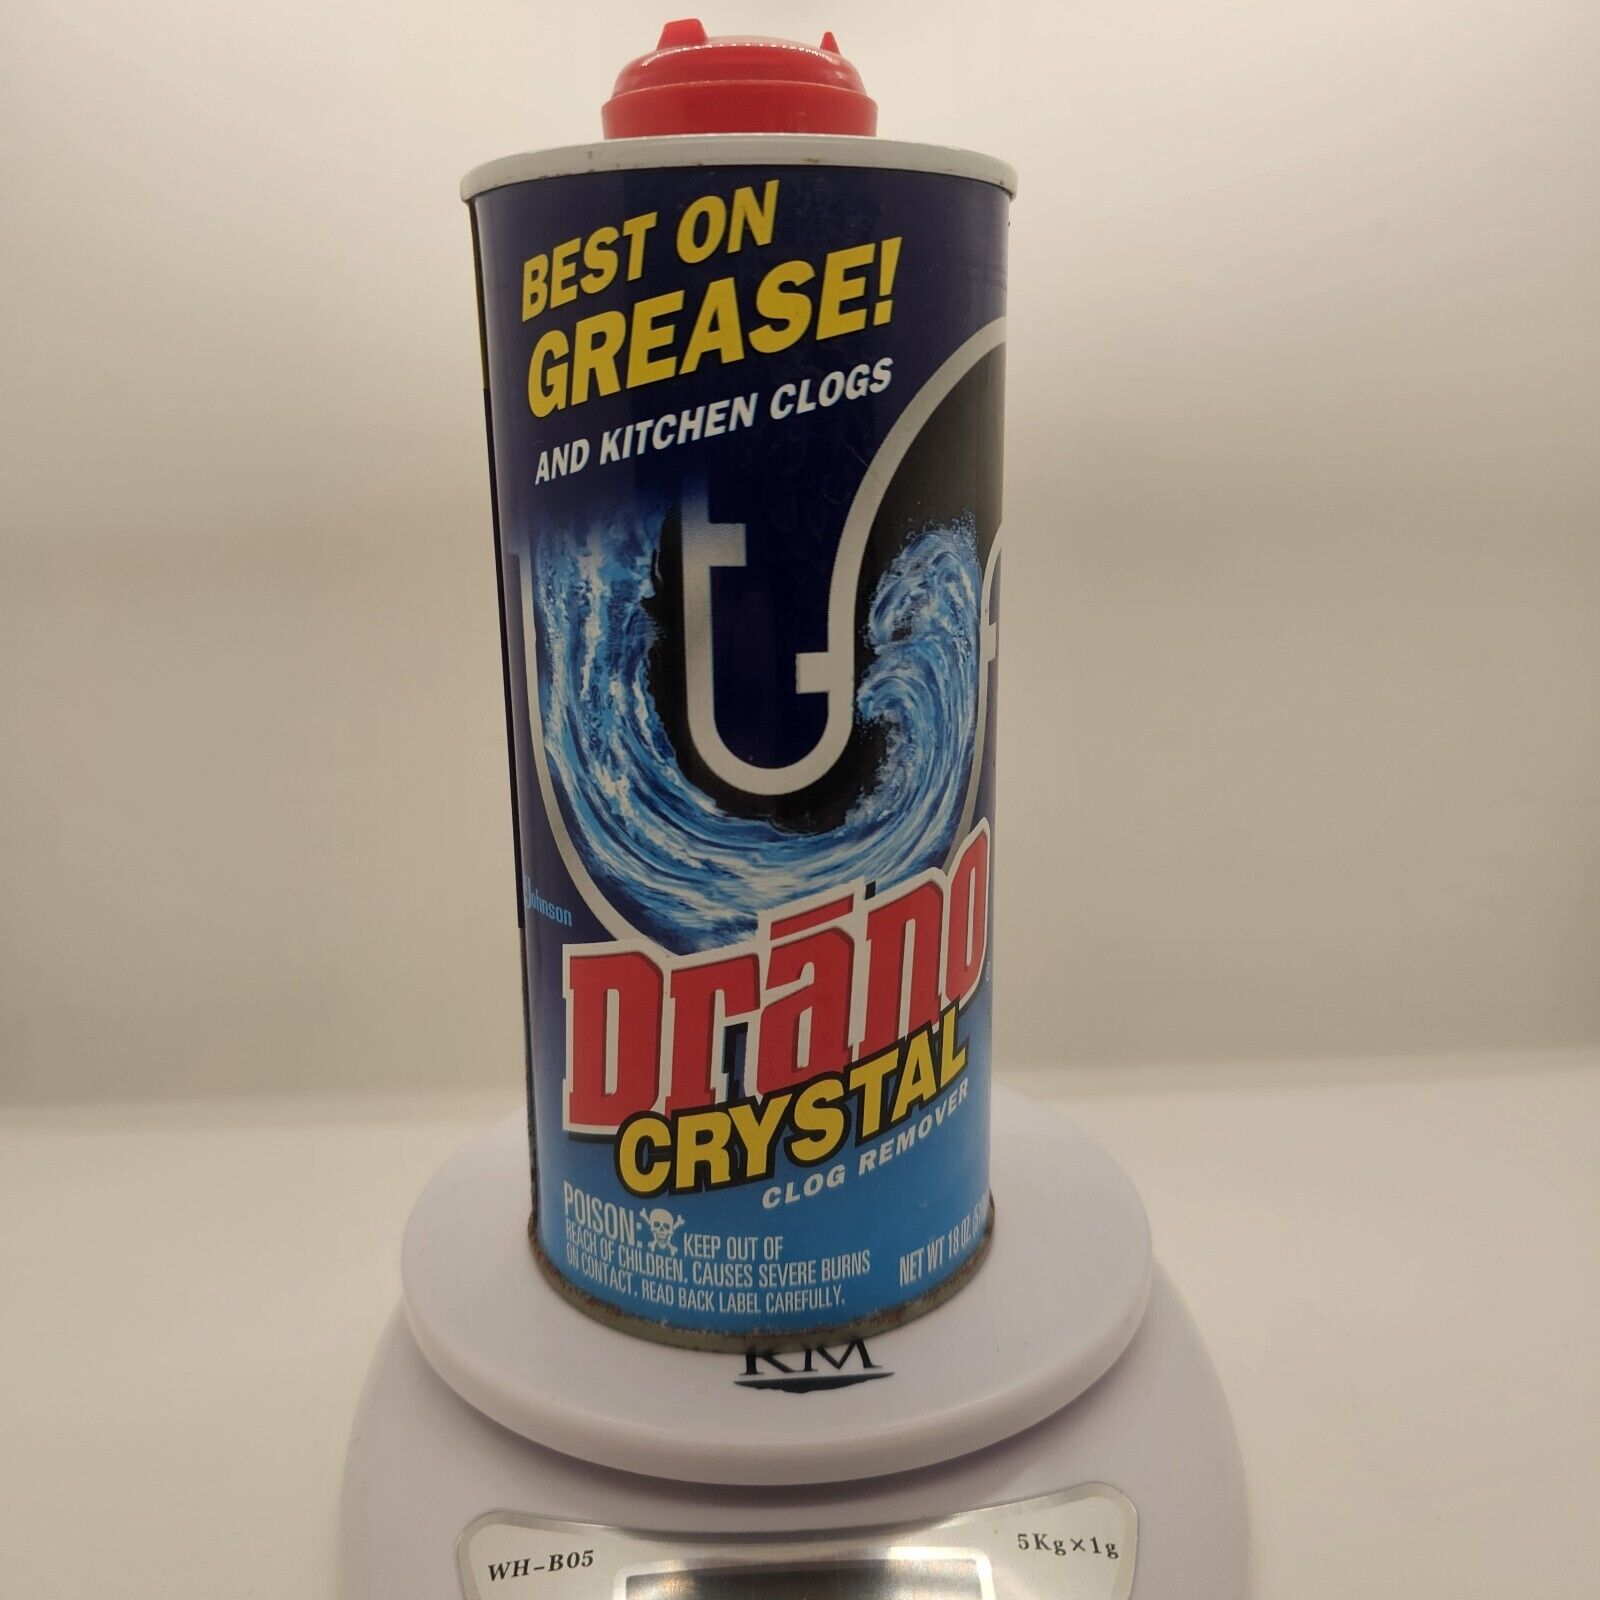 BEST ON
GREASE!
AND KITCHEN CLOGS
Johnson
Drāno®
CRYSTAL
CLOG REMOVER
POISON: KEEP OUT OF
REACH OF CHILDREN. CAUSES SEVERE BURNS
ON CONTACT. READ BACK LABEL CAREFULLY.
NET WT 18 OZ.
KM
WH-B05
5Kg×1g